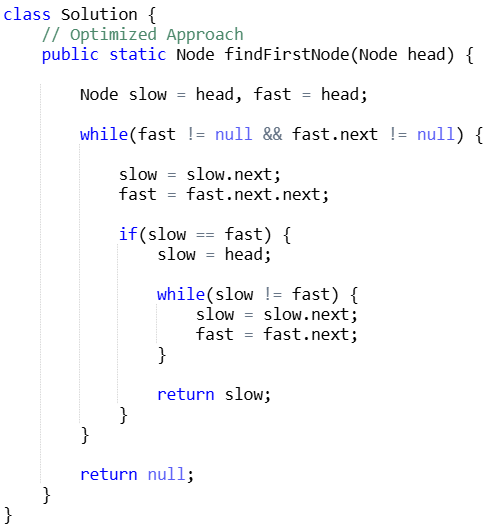 class Solution {
    // Optimized Approach
    public static Node findFirstNode(Node head) {

        Node slow = head, fast = head;

        while(fast != null && fast.next != null) {

            slow = slow.next;
            fast = fast.next.next;

            if(slow == fast) {
                slow = head;

                while(slow != fast) {
                    slow = slow.next;
                    fast = fast.next;
                }

                return slow;
            }
        }

        return null;
    }
}